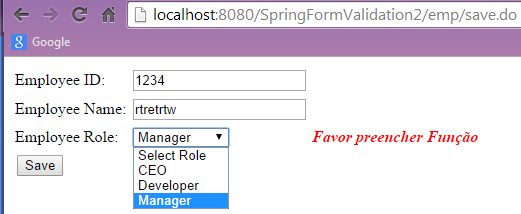 localhost:8080/SpringFormValidation2/emp/save.do
Google
Employee ID: 1234
Employee Name: rtretrtw
Employee Role: Manager Favor preencher Função
Select Role
CEO
Developer
Manager
Save